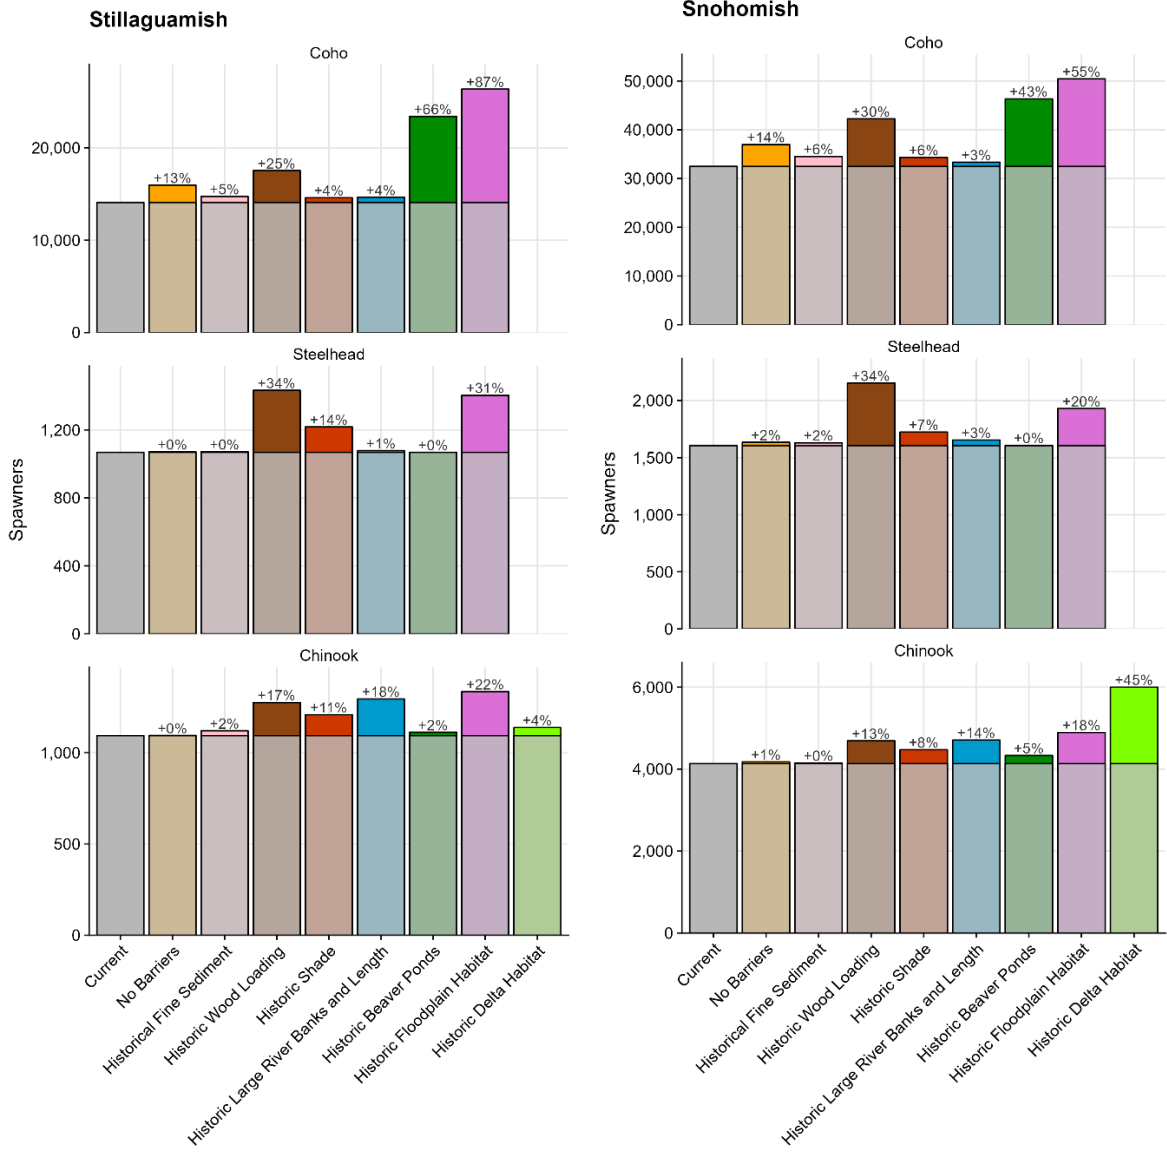 Stillaguamish
Coho
20,000
10,000
0
+13%
+5%
+25%
+4%
+4%
+66%
+87%
Steelhead
1,200
800
400
0
+0%
+0%
+34%
+14%
+1%
+0%
+31%
Spawners
Chinook
1,000
500
0
+0%
+2%
+17%
+11%
+18%
+2%
+22%
+4%
Current
No Barriers
Historical Fine Sediment
Historic Wood Loading
Historic Shade
Historic Large River Banks and Length
Historic Beaver Ponds
Historic Floodplain Habitat
Historic Delta Habitat
Snohomish
Coho
50,000
40,000
30,000
20,000
10,000
0
+14%
+6%
+30%
+6%
+3%
+43%
+55%
Steelhead
2,000
1,500
1,000
500
0
+2%
+2%
+34%
+7%
+3%
+0%
+20%
Spawners
Chinook
6,000
4,000
2,000
0
+1%
+0%
+13%
+8%
+14%
+5%
+18%
+45%
Current
No Barriers
Historical Fine Sediment
Historic Wood Loading
Historic Shade
Historic Large River Banks and Length
Historic Beaver Ponds
Historic Floodplain Habitat
Historic Delta Habitat